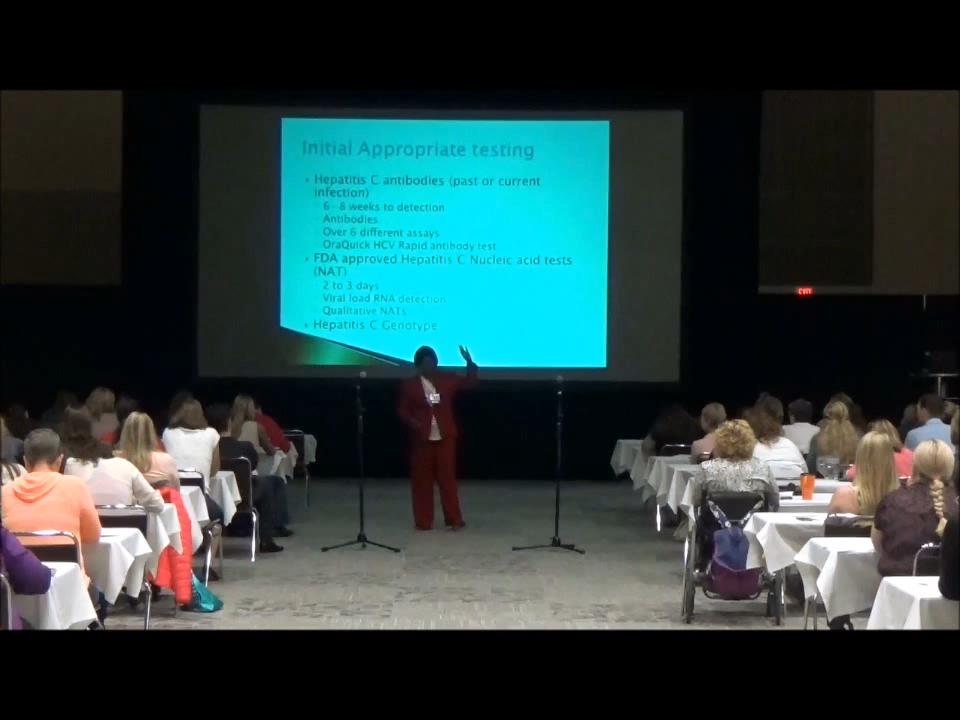 Initial Appropriate testing
Hepatitis C antibodies (past or current
infection)
6 - 8 weeks to detection
Antibodies
Over 6 different assays
OraQuick HCV Rapid antibody test
FDA approved Hepatitis C Nucleic acid tests
(NAT)
2 to 3 days
Viral load RNA detection
Qualitative NATs
Hepatitis C Genotype
EXIT